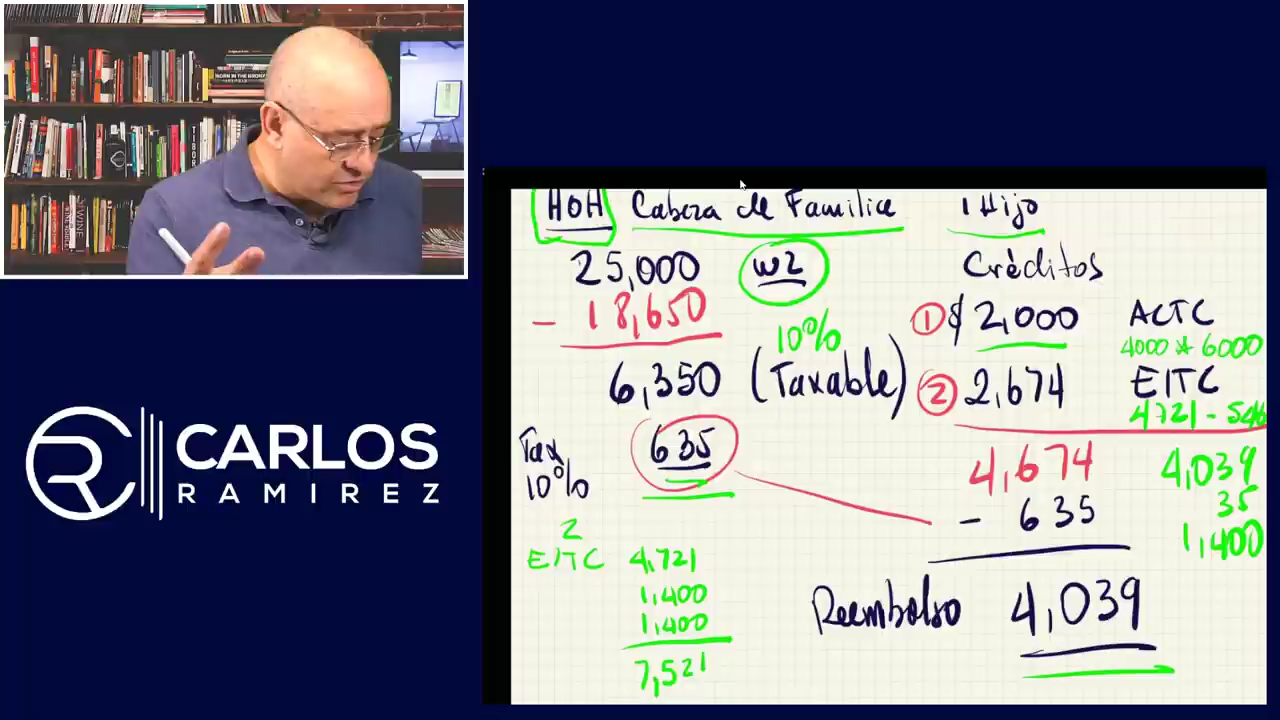 HOH Cabeza de Familia 1 Hijo
25,000 W2
- 18,650
10%
6,350 (Taxable)
Tax 10%
635
2
EITC 4,721
1,400
1,400
7,521
Créditos
1 $2,000 ACTC
4000 * 6000
2 2,674 EITC
4721 - 546
4,674 4,039
- 635 35
1,400
Reembolso 4,039
CARLOS
RAMIREZ